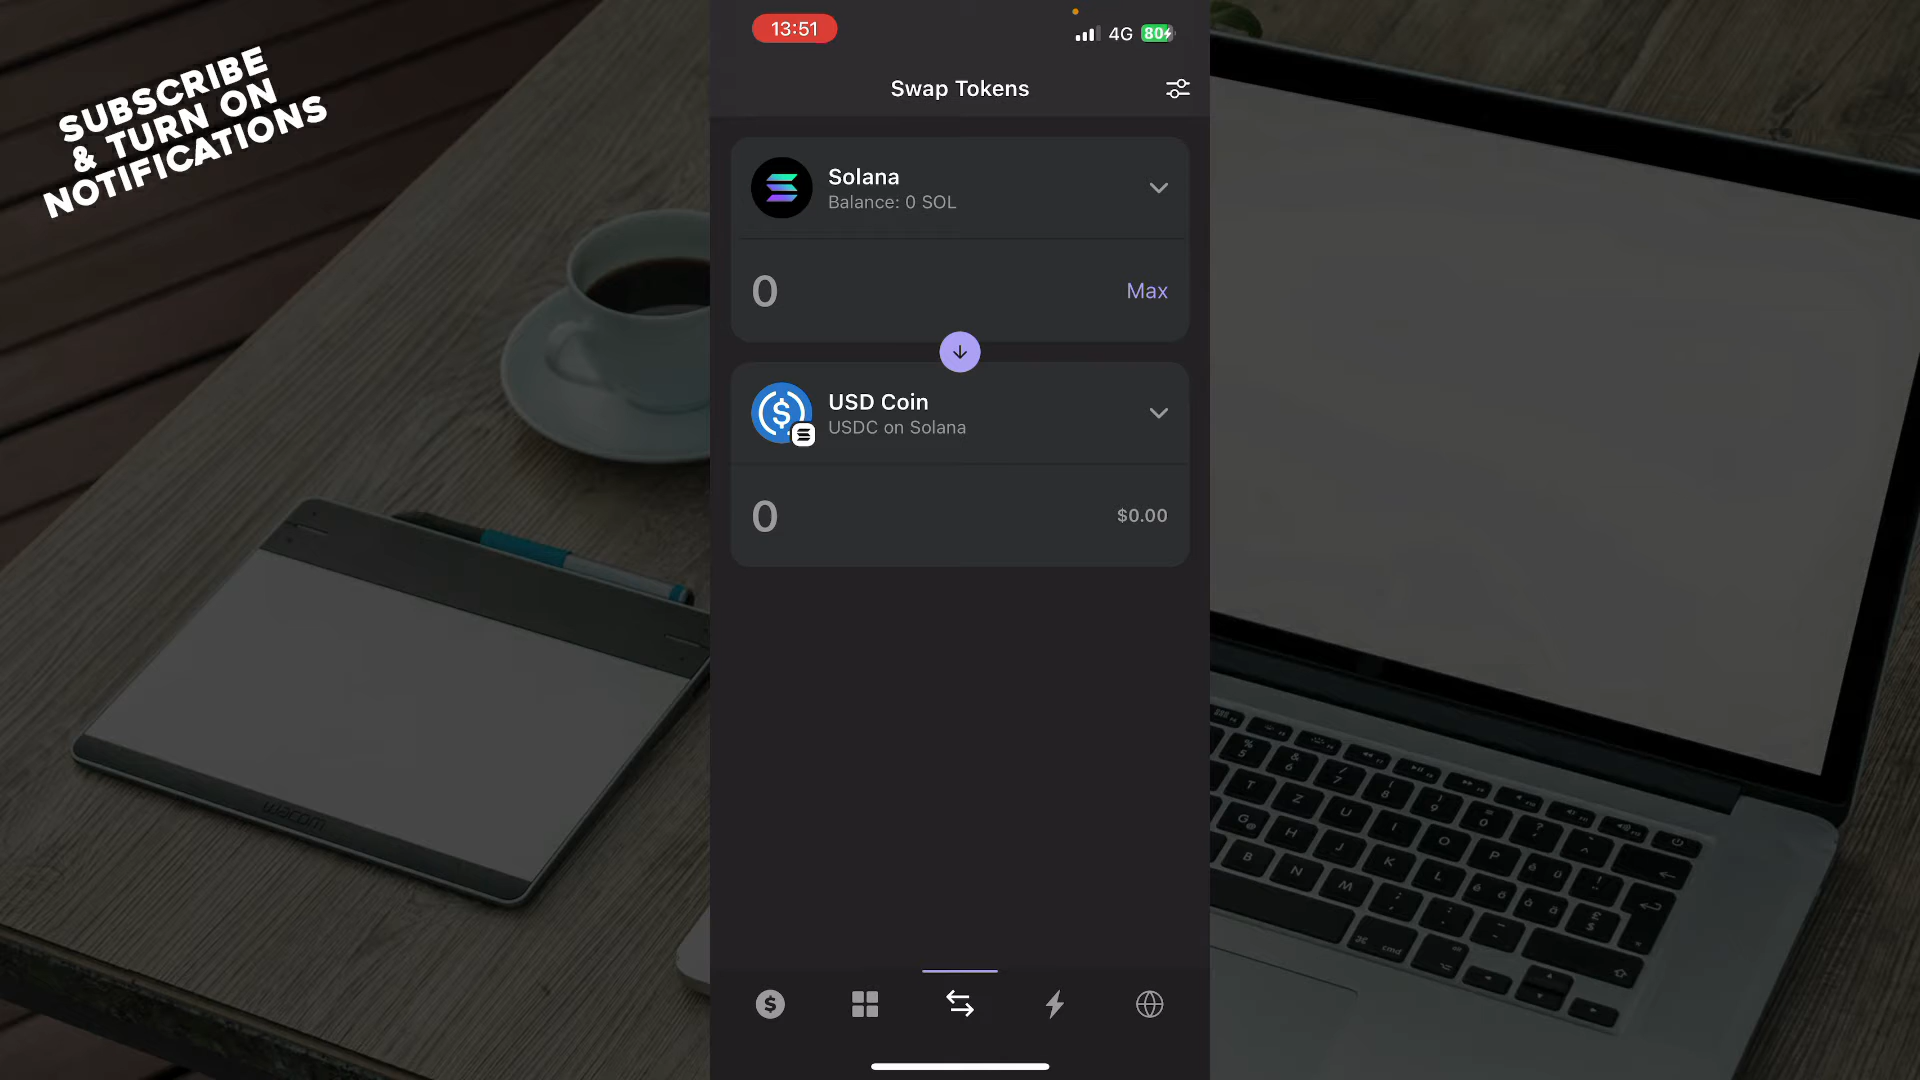 SUBSCRIBE
& TURN ON
NOTIFICATIONS
13:51
4G
80
Swap Tokens
Solana
Balance: 0 SOL
0
Max
USD Coin
USDC on Solana
0
$0.00
wacom